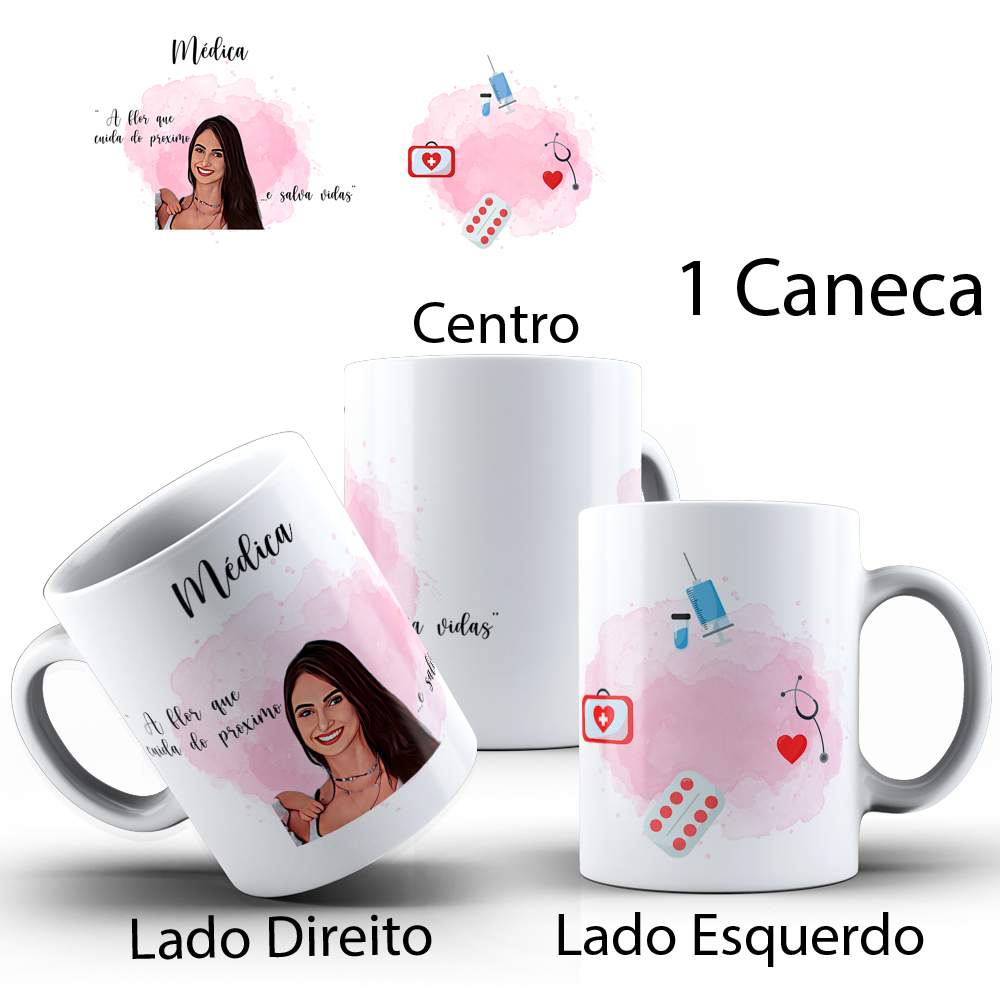 Médica
" A flor que
cuida do proximo
...e salva vidas"
1 Caneca
Centro
Médica
" A flor que
cuida do proximo
...e sal
a vidas"
Lado Direito
Lado Esquerdo